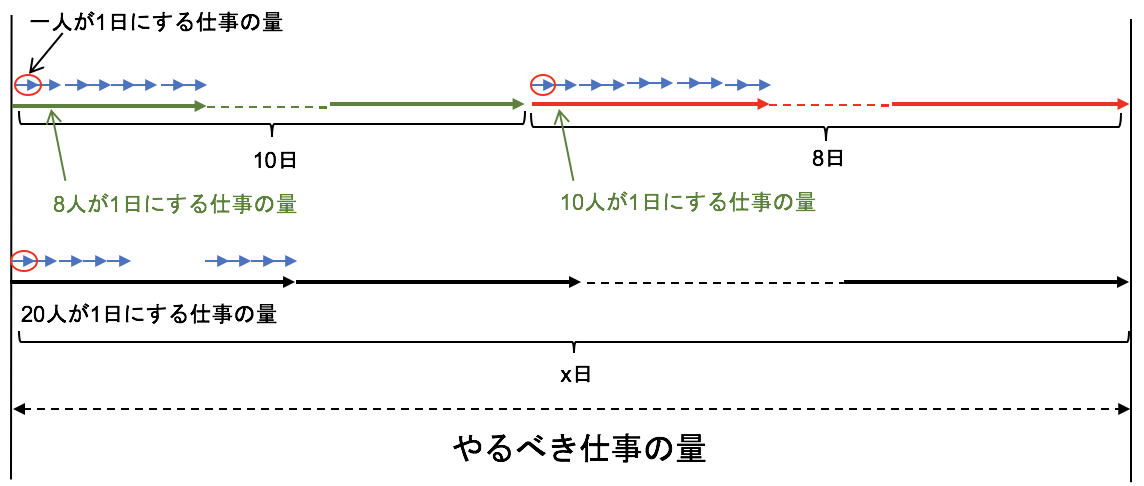 一人が1日にする仕事の量
10日
8日
8人が1日にする仕事の量
10人が1日にする仕事の量
20人が1日にする仕事の量
x日
やるべき仕事の量